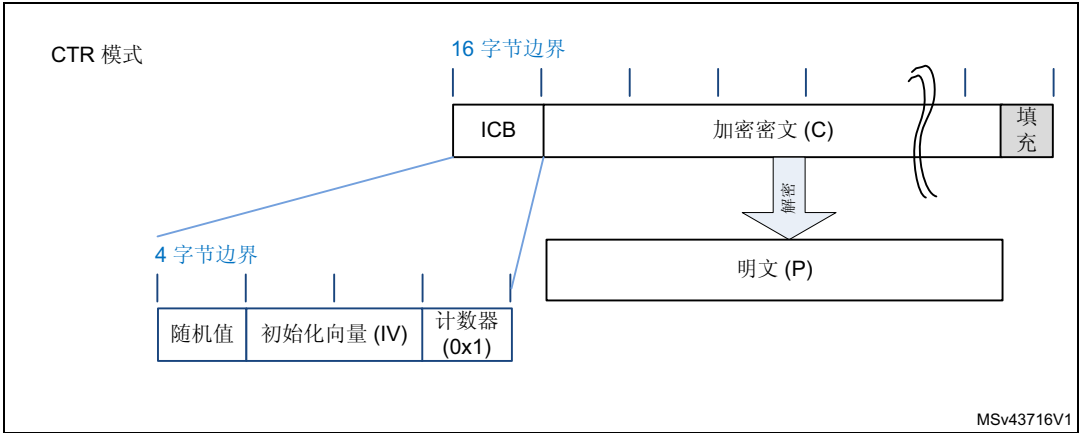 CTR 模式
16 字节边界
ICB
加密密文 (C)
填
充
解密
4 字节边界
明文 (P)
随机值
初始化向量 (IV)
计数器
(0x1)
MSv43716V1